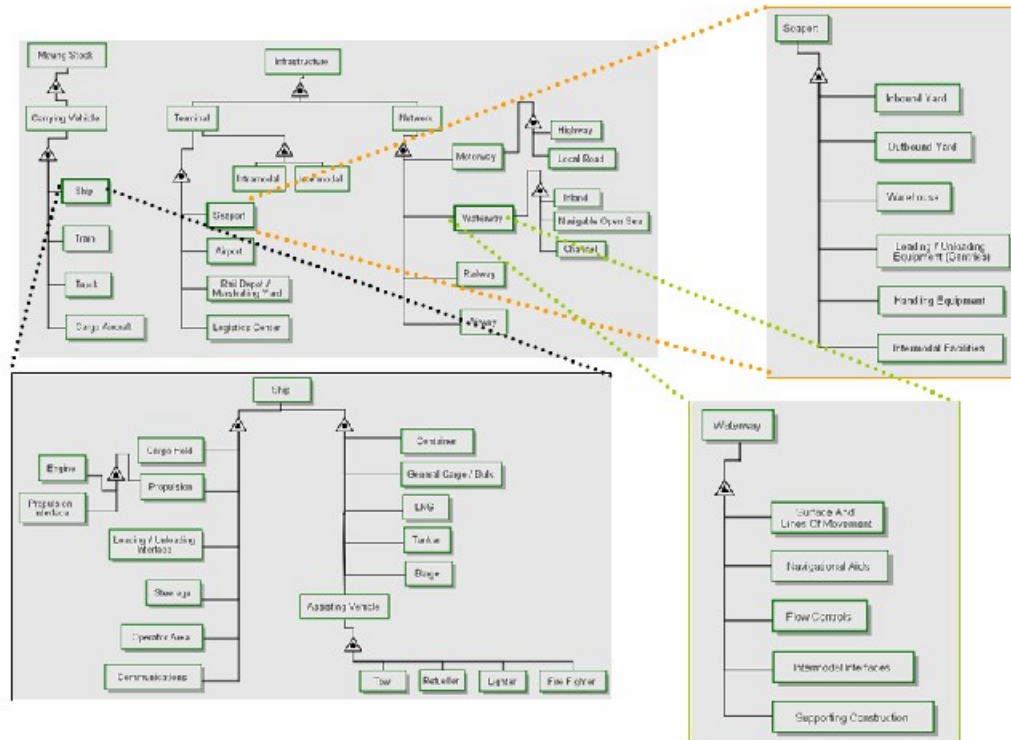 Moving Stock
Carrying Vehicle
Ship
Train
Truck
Cargo Aircraft
Infrastructure
Terminal
Intramodal
Intermodal
Seaport
Airport
Rail Depot /
Marshaling Yard
Logistics Center
Network
Motorway
Highway
Local Road
Waterway
Inland
Navigable Open Sea
Channel
Railway
Airway
Seaport
Inbound Yard
Outbound Yard
Warehouse
Loading / Unloading
Equipment (Gantries)
Handling Equipment
Intermodal Facilities
Ship
Cargo Hold
Engine
Propulsion
Propulsion
Interface
Loading / Unloading
Interface
Steerage
Operator Area
Communications
Container
General Cargo / Bulk
LNG
Tanker
Barge
Assisting Vehicle
Tow
Refueller
Lighter
Fire Fighter
Waterway
Surface And
Lines Of Movement
Navigational Aids
Flow Controls
Intermodal Interfaces
Supporting Construction